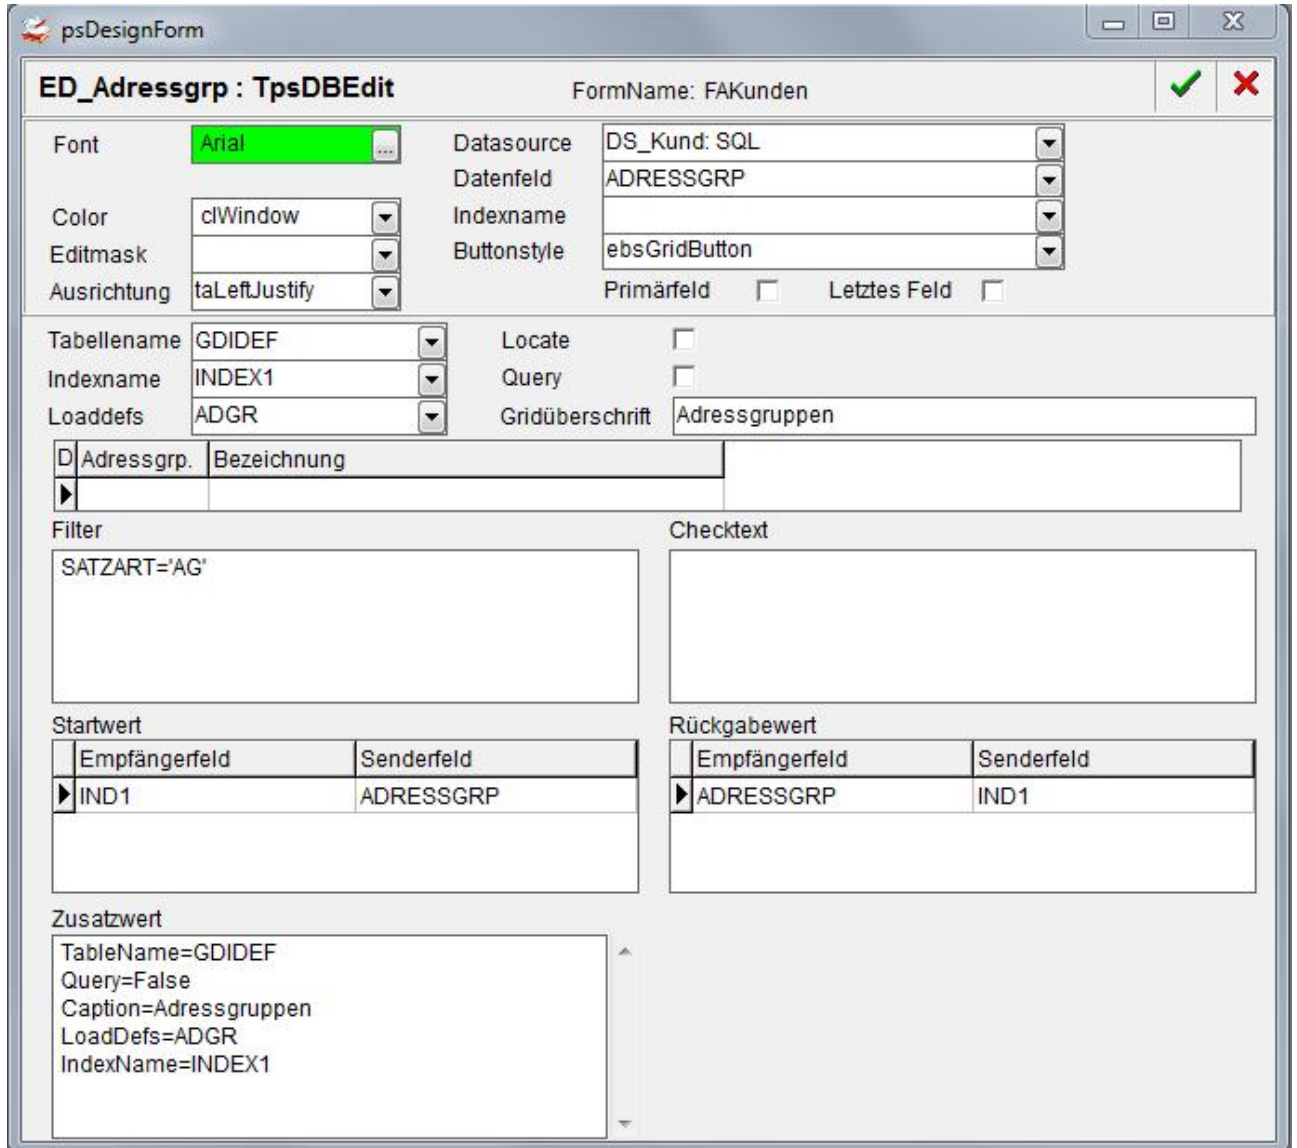 psDesignForm
ED_Adressgrp : TpsDBEdit FormName: FAKunden
Font Arial ... Datasource DS_Kund: SQL
Datenfeld ADRESSGRP
Color clWindow Indexname
Editmask Buttonstyle ebsGridButton
Ausrichtung taLeftJustify Primärfeld Letztes Feld
Tabellename GDIDEF Locate
Indexname INDEX1 Query
Loaddefs ADGR Gridüberschrift Adressgruppen
D Adressgrp. Bezeichnung
Filter Checktext
SATZART='AG'
Startwert Rückgabewert
Empfängerfeld Senderfeld Empfängerfeld Senderfeld
IND1 ADRESSGRP ADRESSGRP IND1
Zusatzwert
TableName=GDIDEF
Query=False
Caption=Adressgruppen
LoadDefs=ADGR
IndexName=INDEX1